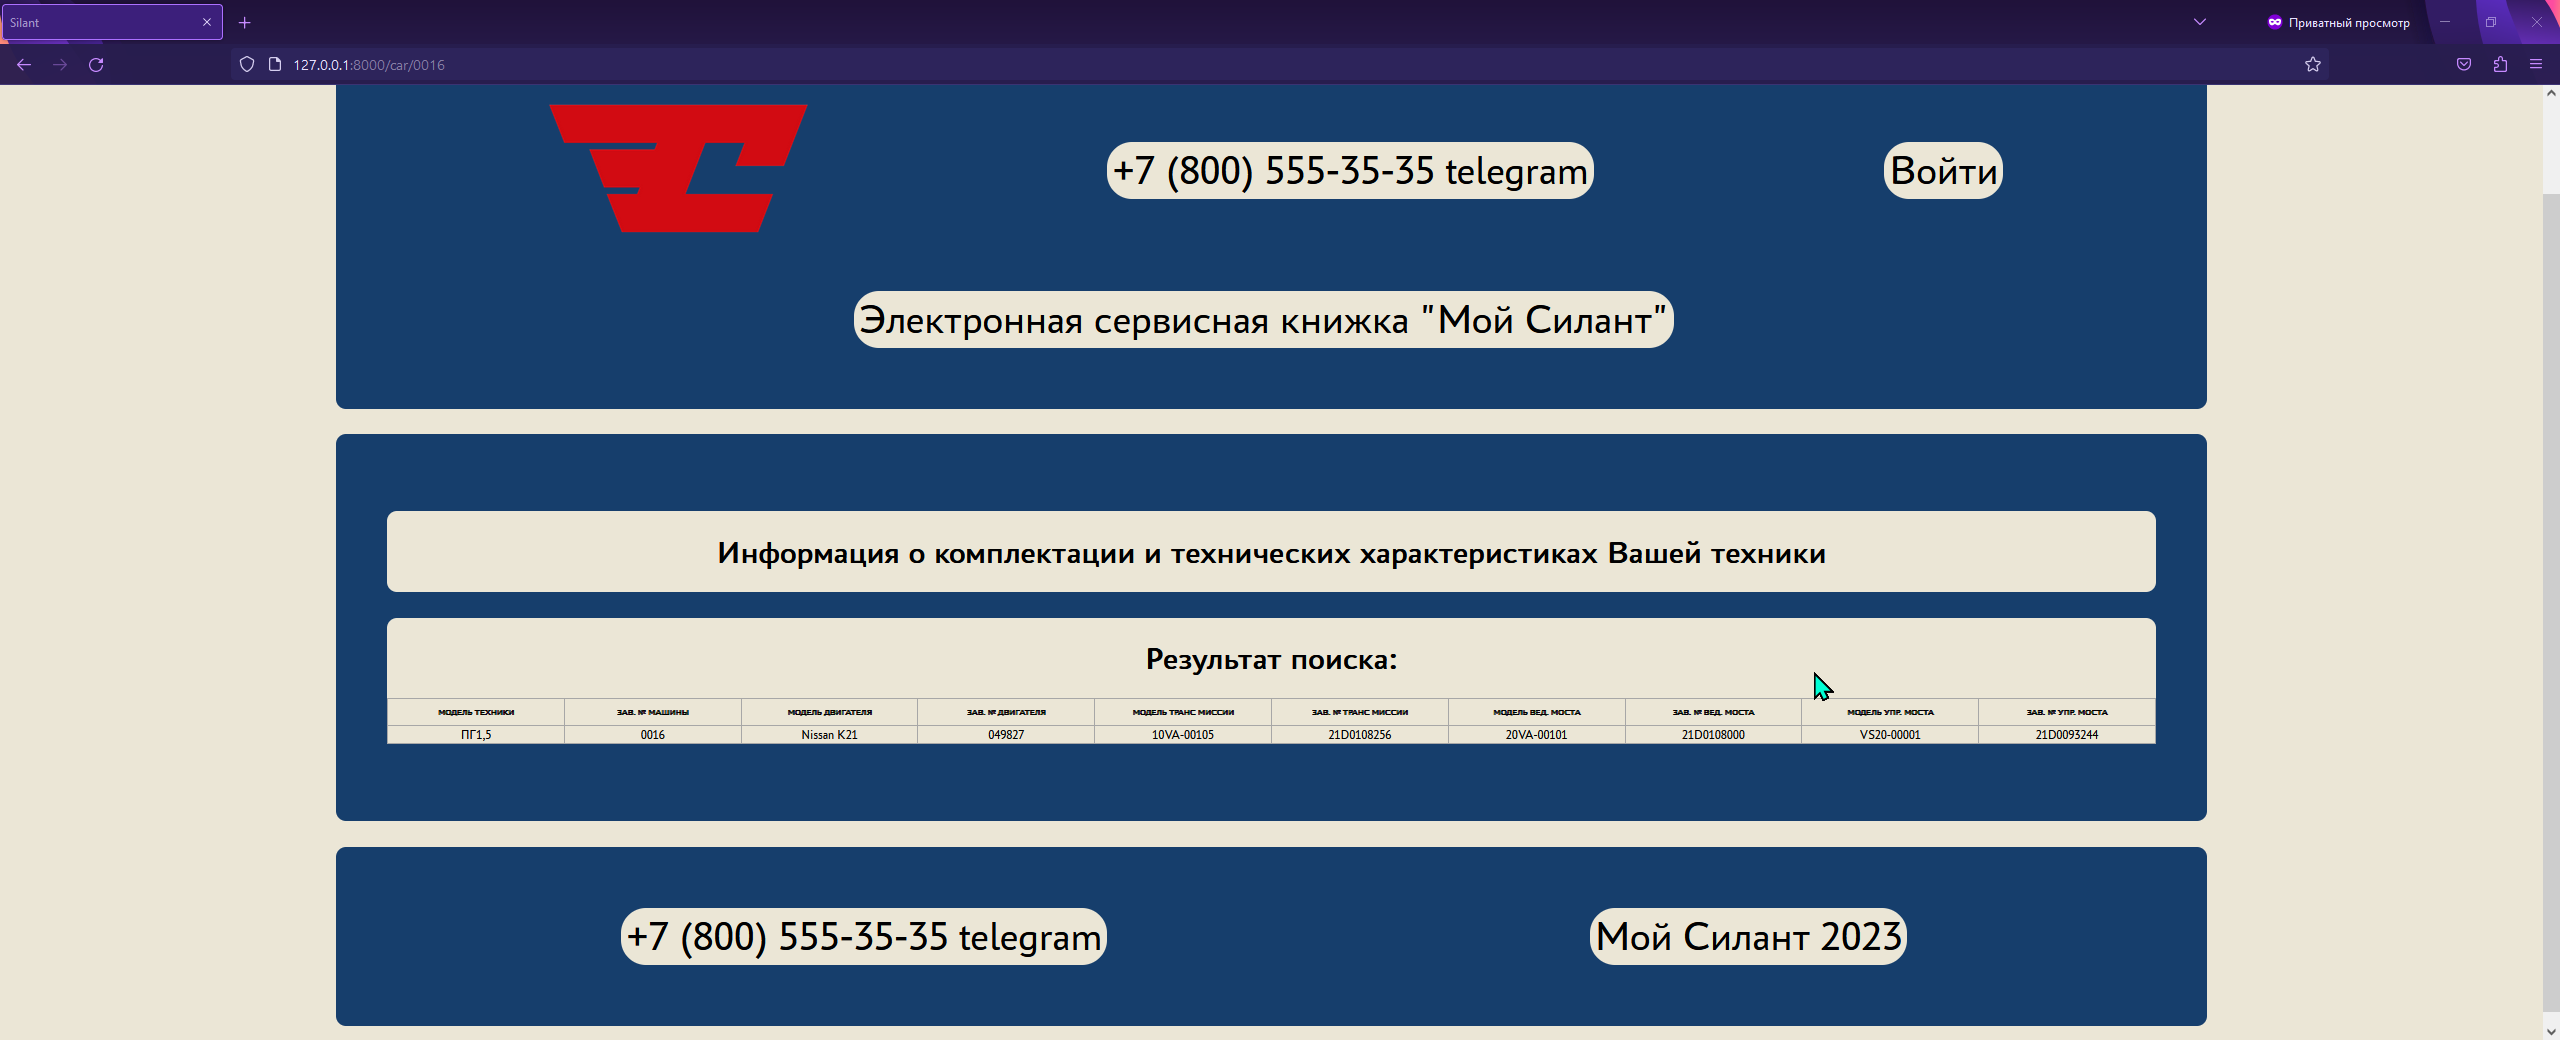 Silant
Приватный просмотр
127.0.0.1:8000/car/0016
+7 (800) 555-35-35 telegram
Войти
Электронная сервисная книжка "Мой Силант"
Информация о комплектации и технических характеристиках Вашей техники
Результат поиска:
МОДЕЛЬ ТЕХНИКИ ЗАВ. № МАШИНЫ МОДЕЛЬ ДВИГАТЕЛЯ ЗАВ. № ДВИГАТЕЛЯ МОДЕЛЬ ТРАНС МИССИИ ЗАВ. № ТРАНС МИССИИ МОДЕЛЬ ВЕД. МОСТА ЗАВ. № ВЕД. МОСТА МОДЕЛЬ УПР. МОСТА ЗАВ. № УПР. МОСТА
ПГ1,5 0016 Nissan K21 049827 10VA-00105 21D0108256 20VA-00101 21D0108000 VS20-00001 21D0093244
+7 (800) 555-35-35 telegram
Мой Силант 2023